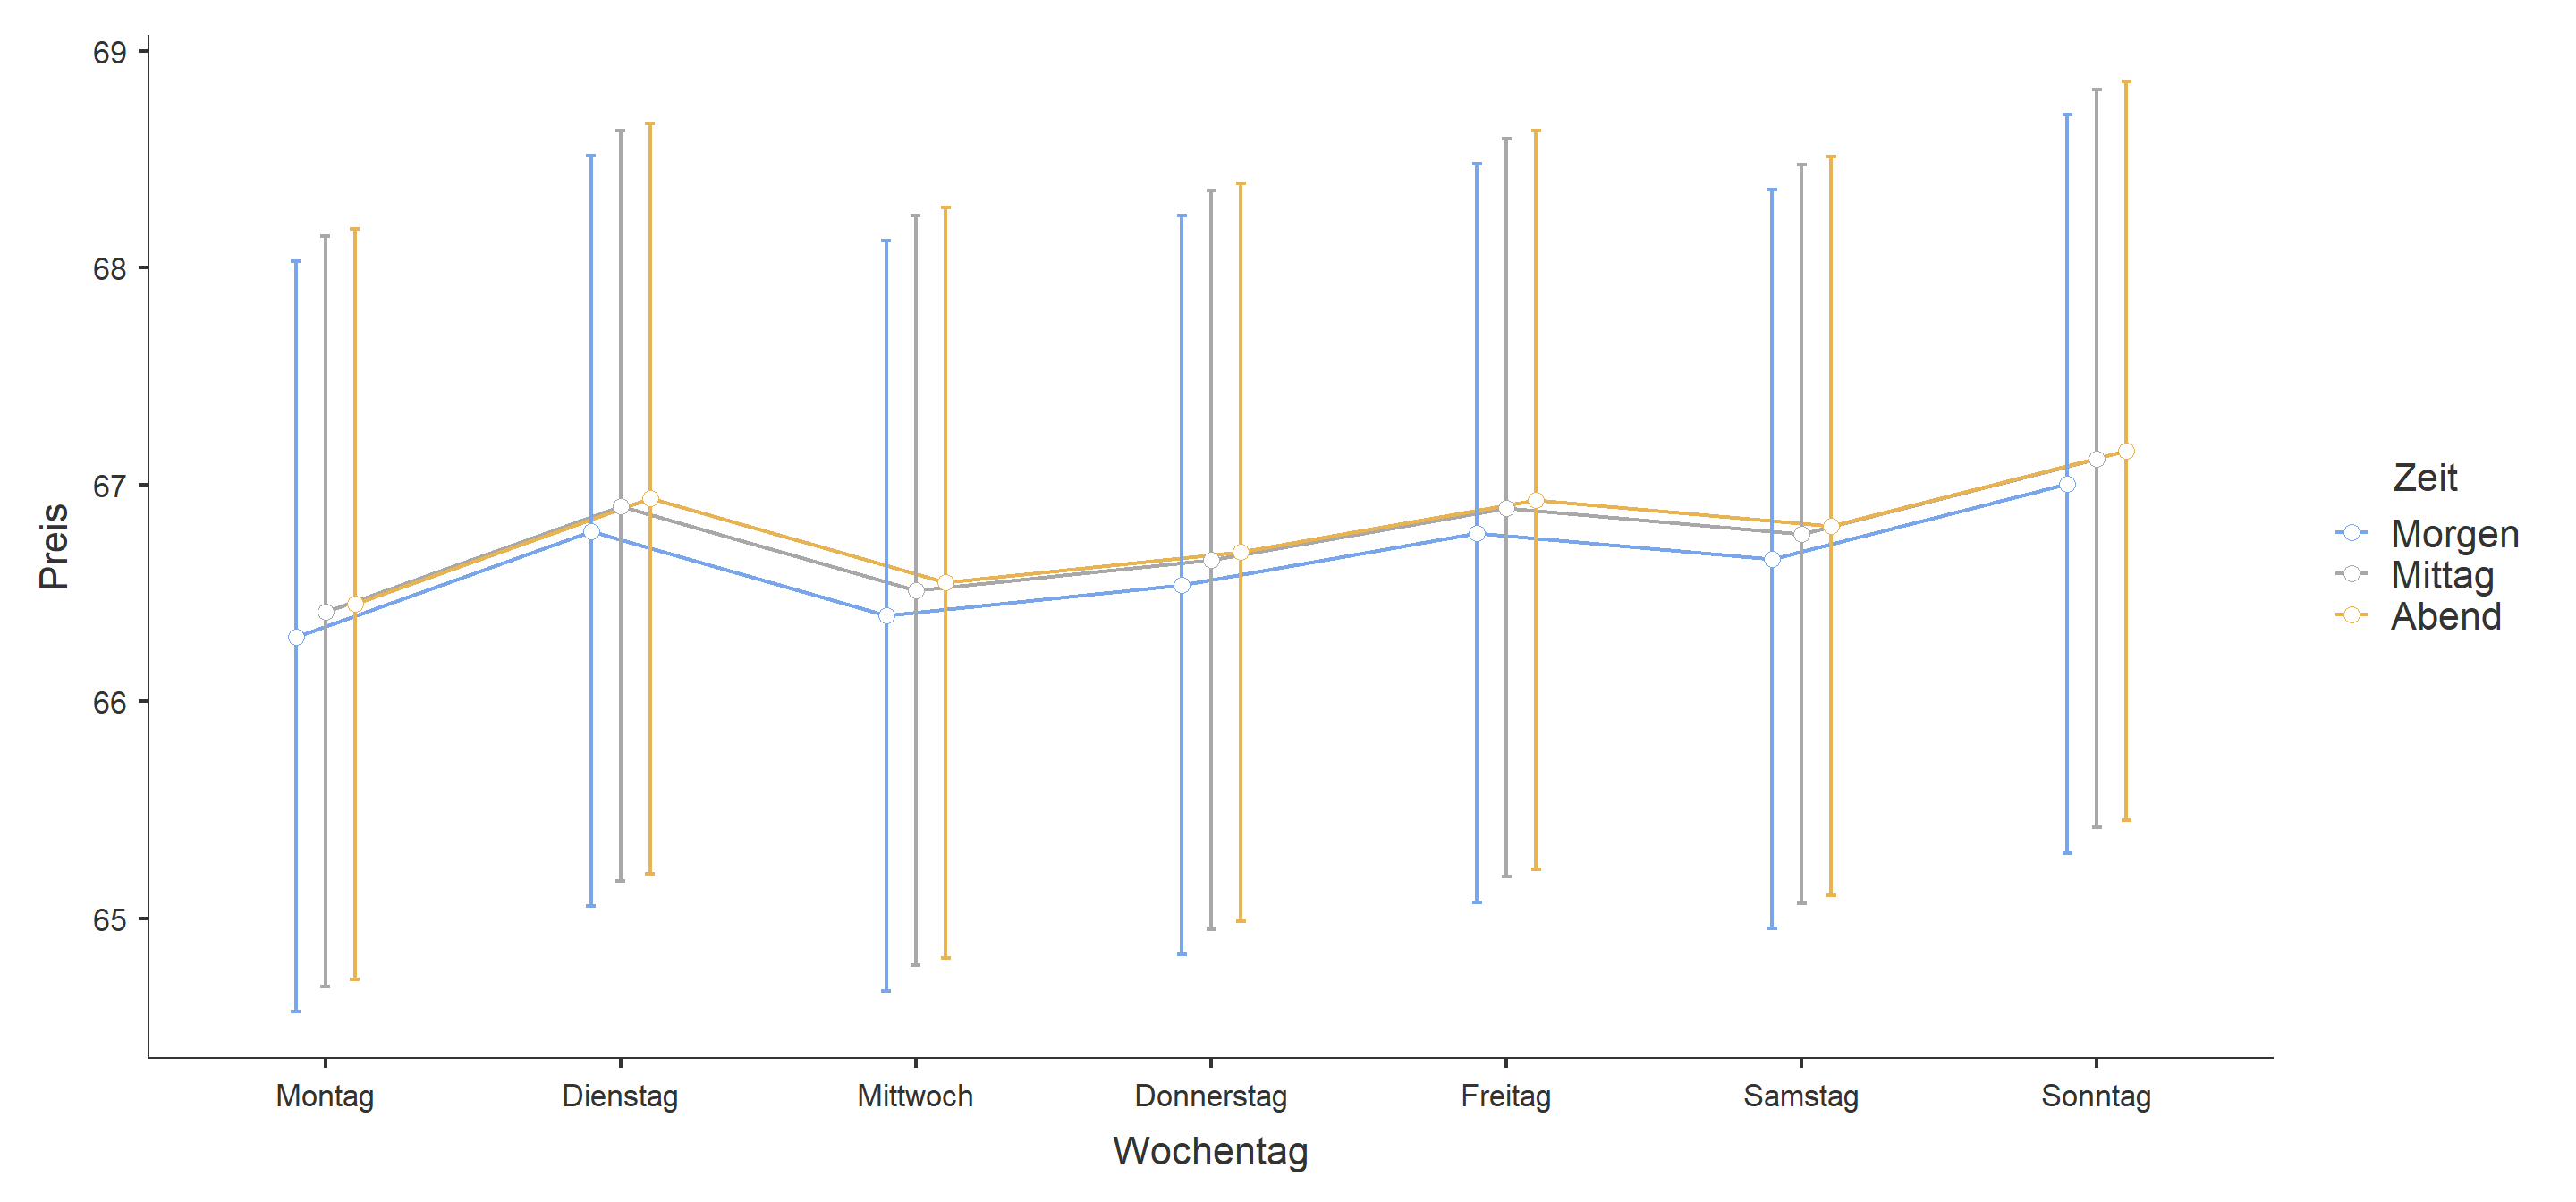 69
68
67
66
65
Preis
Montag
Dienstag
Mittwoch
Donnerstag
Freitag
Samstag
Sonntag
Wochentag
Zeit
Morgen
Mittag
Abend